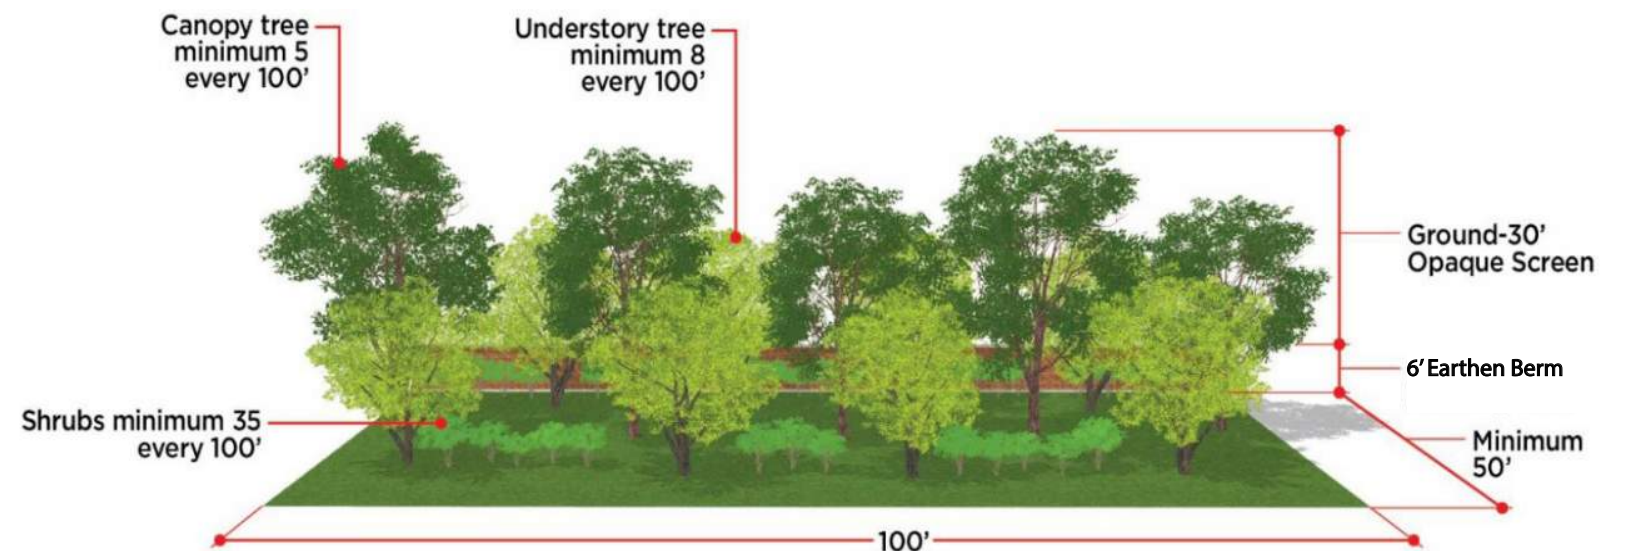 Canopy tree
minimum 5
every 100’
Understory tree
minimum 8
every 100’
Ground-30’
Opaque Screen
6’ Earthen Berm
Shrubs minimum 35
every 100’
Minimum
50’
100’